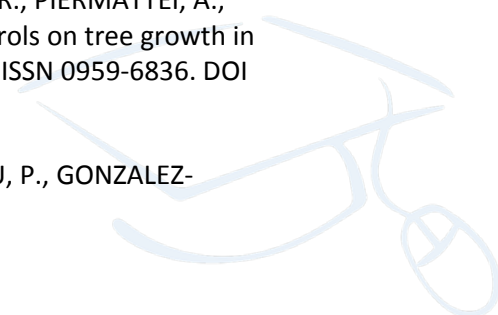 R., PIERMATTEI, A.,
rols on tree growth in
ISSN 0959-6836. DOI
J, P., GONZALEZ-